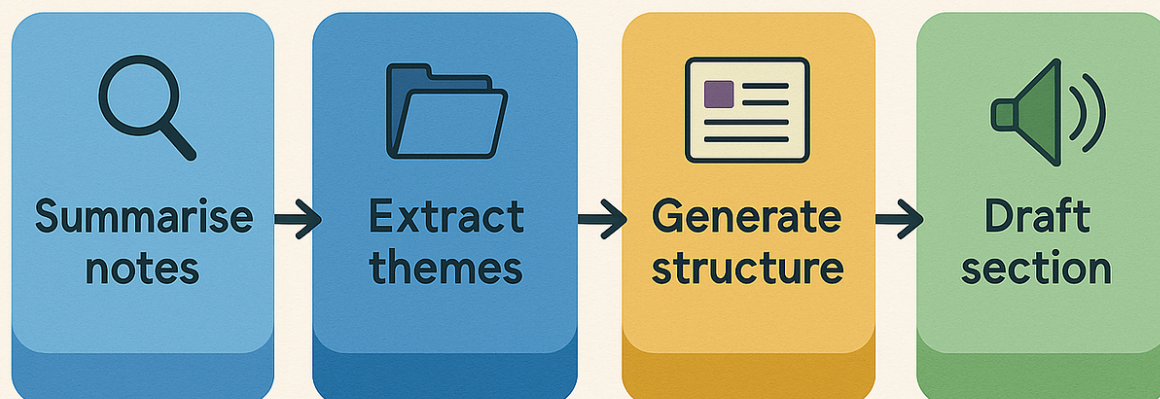 Summarise
notes
Extract
themes
Generate
structure
Draft
section